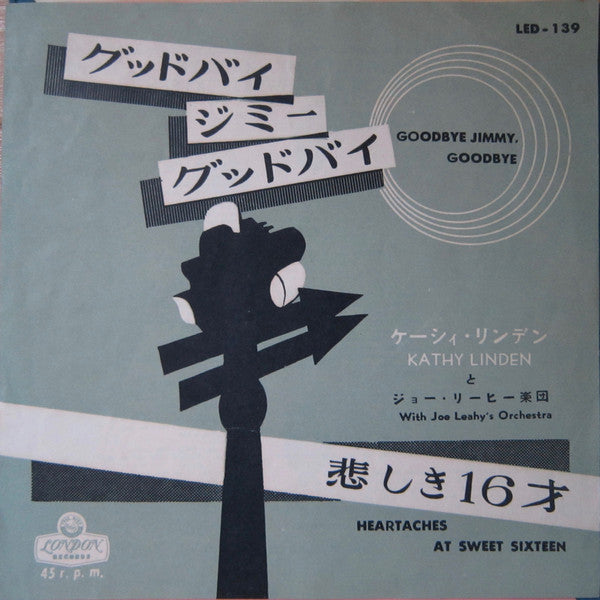 LED-139
グッドバイ
ジミー
グッドバイ
GOODBYE JIMMY,
GOODBYE
ケーシィ・リンデン
KATHY LINDEN
と
ジョー・リーヒー楽団
With Joe Leahy's Orchestra
悲しき16才
HEARTACHES
AT SWEET SIXTEEN
LONDON
RECORDS
45 r.p.m.